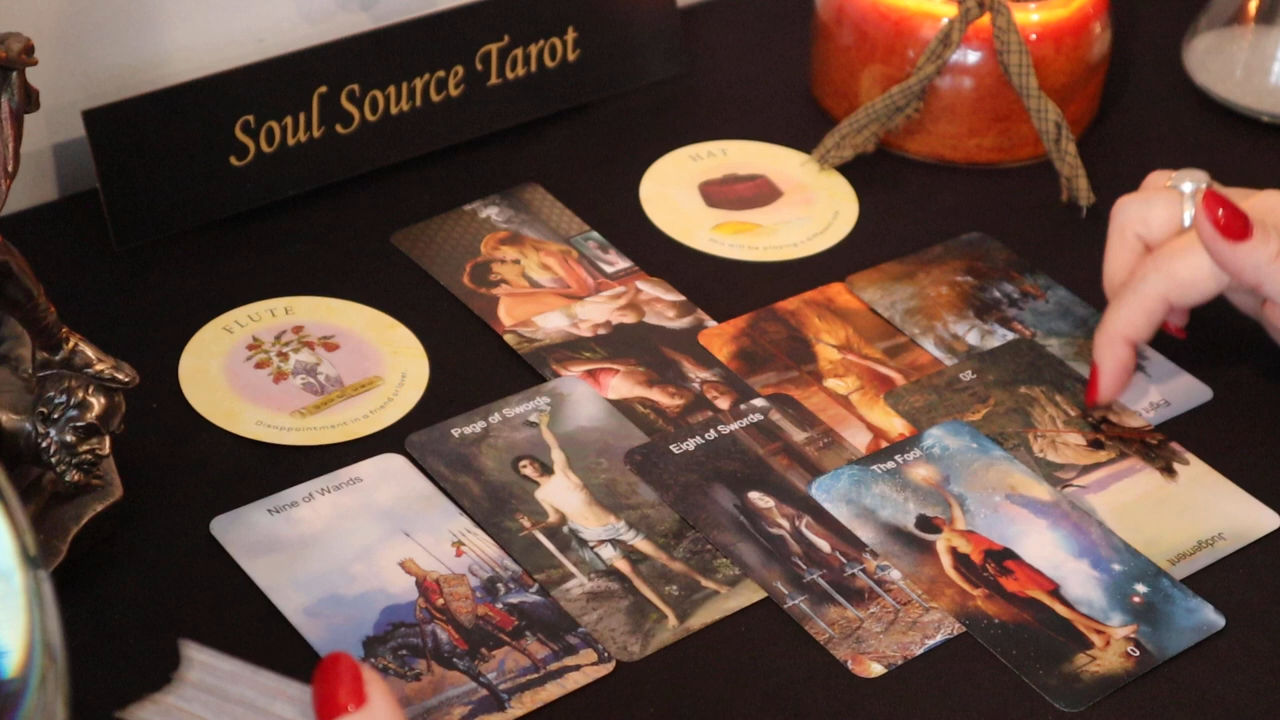 Soul Source Tarot
HAT
FLUTE
Disappointment in a friend or lover.
Page of Swords
Eight of Swords
Nine of Wands
The Fool
0
20
Judgement
Eight